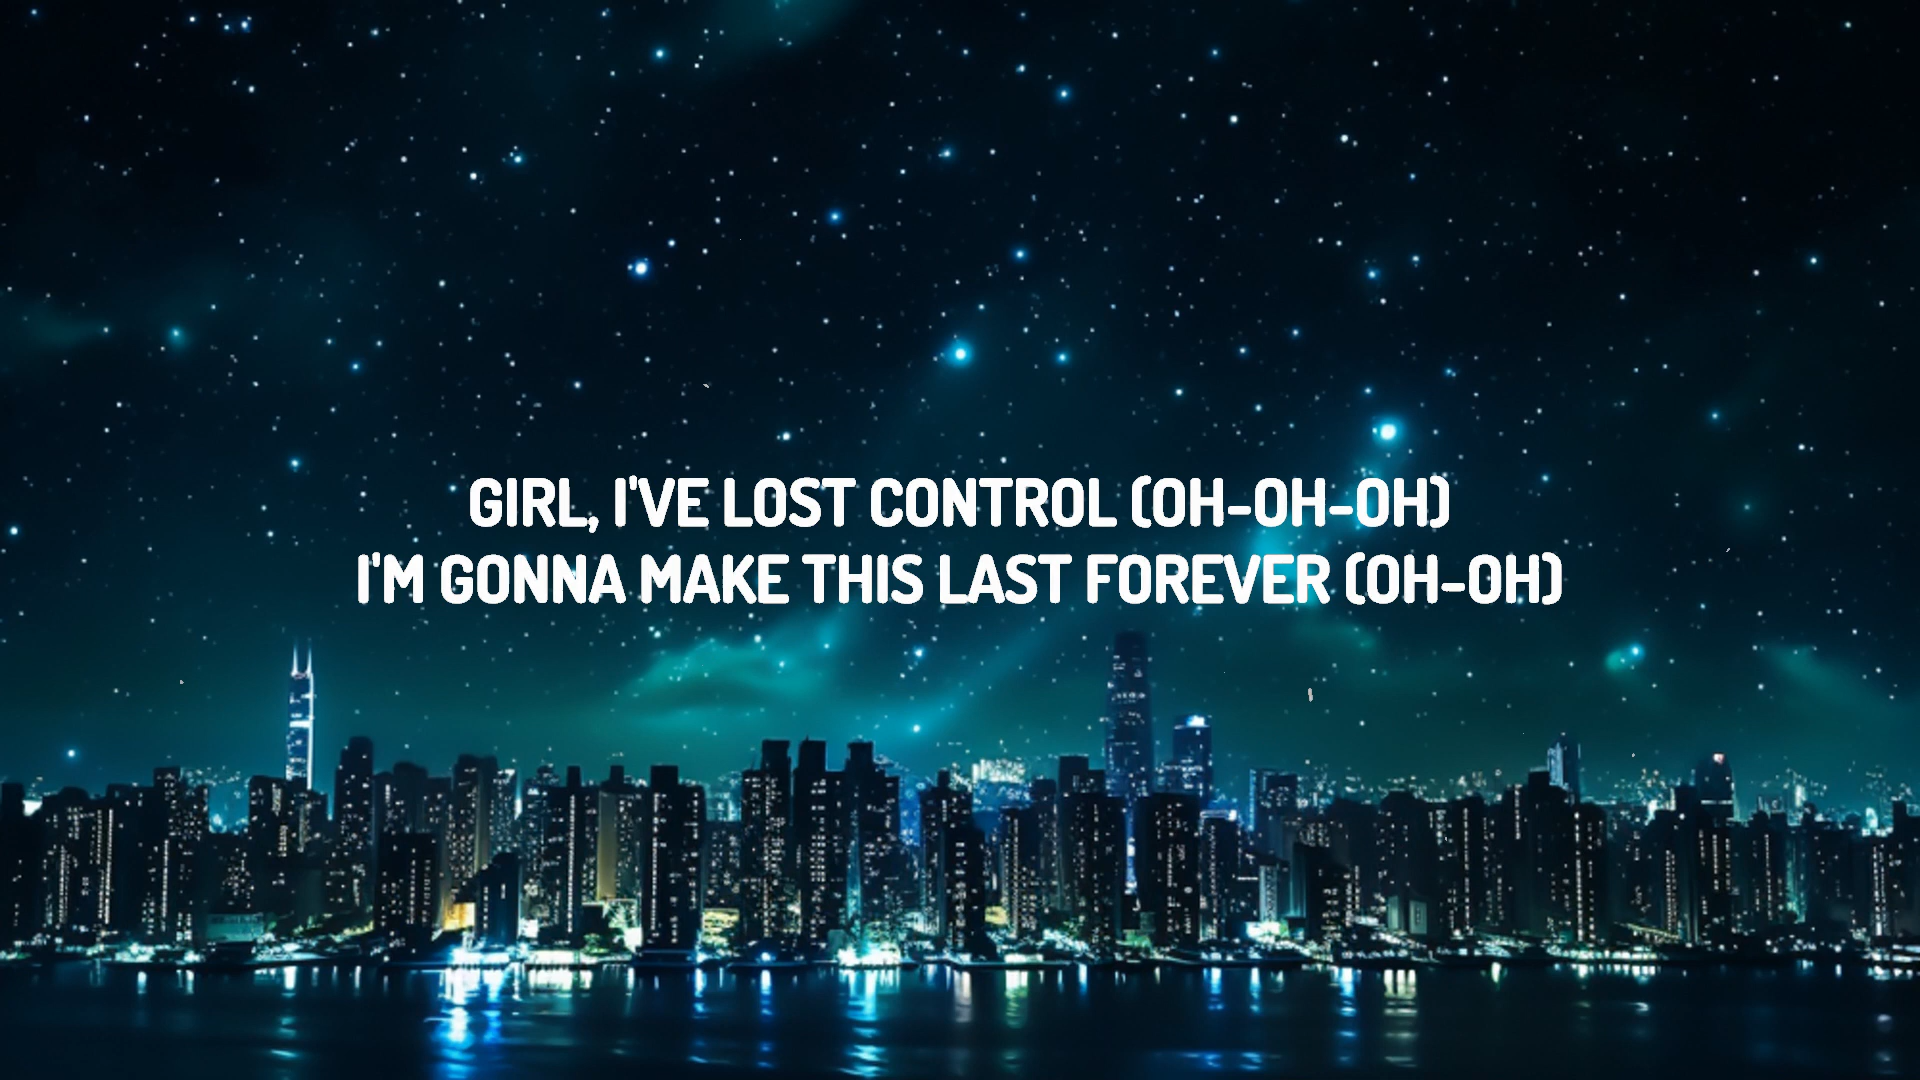 GIRL, I'VE LOST CONTROL (OH-OH-OH)
I'M GONNA MAKE THIS LAST FOREVER (OH-OH)